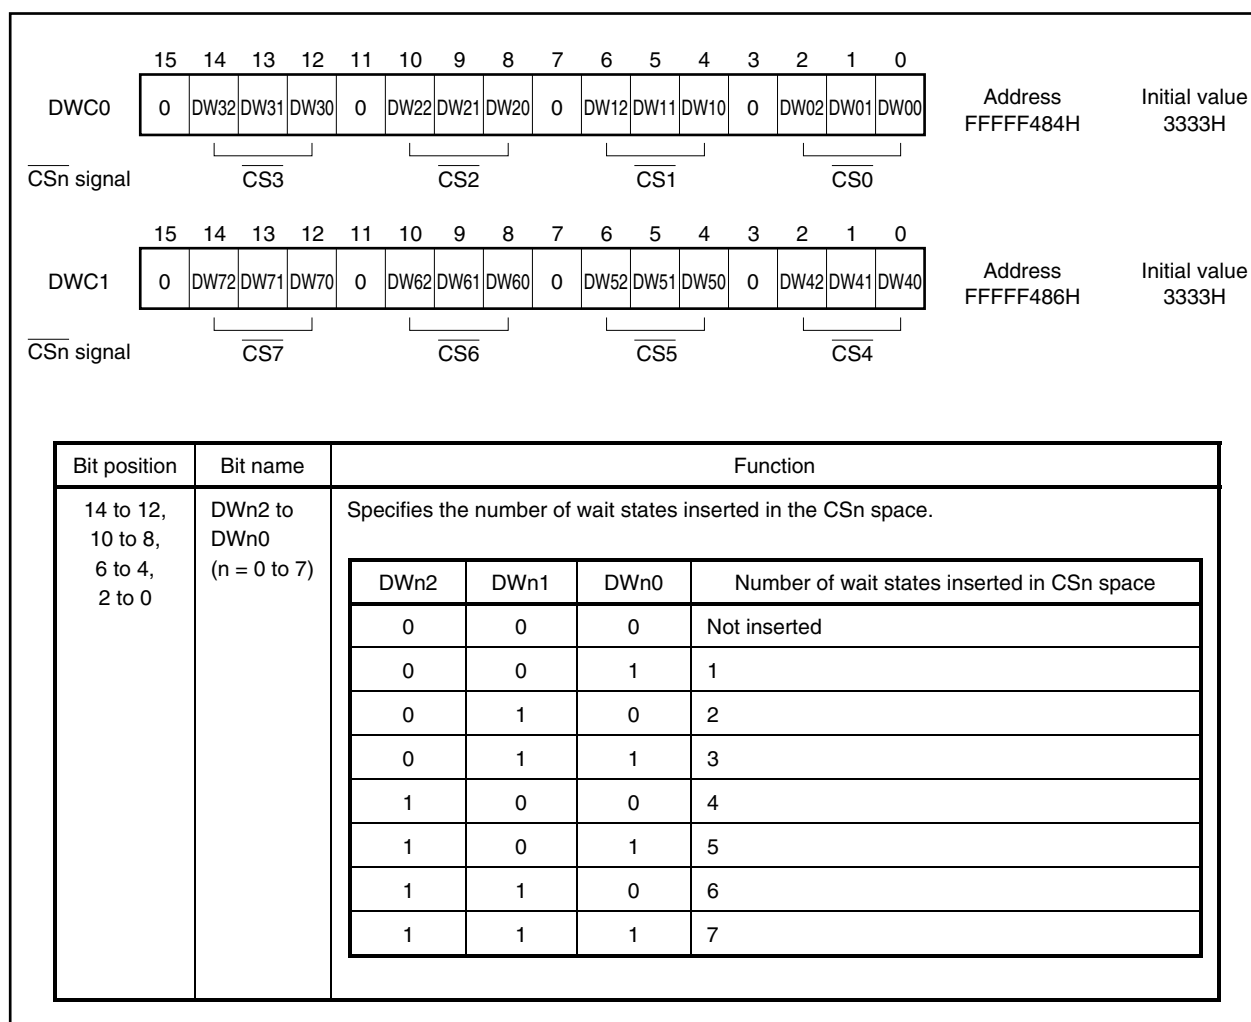 15 14 13 12 11 10 9 8 7 6 5 4 3 2 1 0
DWC0 0 DW32 DW31 DW30 0 DW22 DW21 DW20 0 DW12 DW11 DW10 0 DW02 DW01 DW00 Address FFFFF484H Initial value 3333H
CSn signal CS3 CS2 CS1 CS0
15 14 13 12 11 10 9 8 7 6 5 4 3 2 1 0
DWC1 0 DW72 DW71 DW70 0 DW62 DW61 DW60 0 DW52 DW51 DW50 0 DW42 DW41 DW40 Address FFFFF486H Initial value 3333H
CSn signal CS7 CS6 CS5 CS4
Bit position Bit name Function
14 to 12,
10 to 8,
6 to 4,
2 to 0
DWn2 to
DWn0
(n = 0 to 7)
Specifies the number of wait states inserted in the CSn space.
DWn2 DWn1 DWn0 Number of wait states inserted in CSn space
0 0 0 Not inserted
0 0 1 1
0 1 0 2
0 1 1 3
1 0 0 4
1 0 1 5
1 1 0 6
1 1 1 7